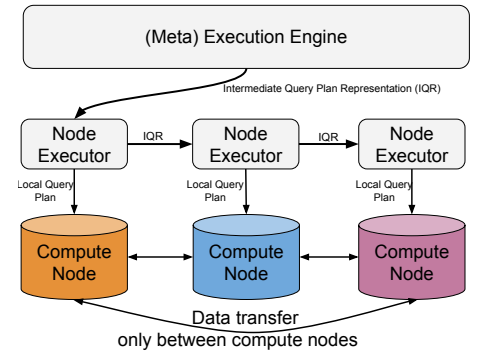 (Meta) Execution Engine
Intermediate Query Plan Representation (IQR)
Node
Executor
IQR
Node
Executor
IQR
Node
Executor
Local Query
Plan
Local Query
Plan
Local Query
Plan
Compute
Node
Compute
Node
Compute
Node
Data transfer
only between compute nodes